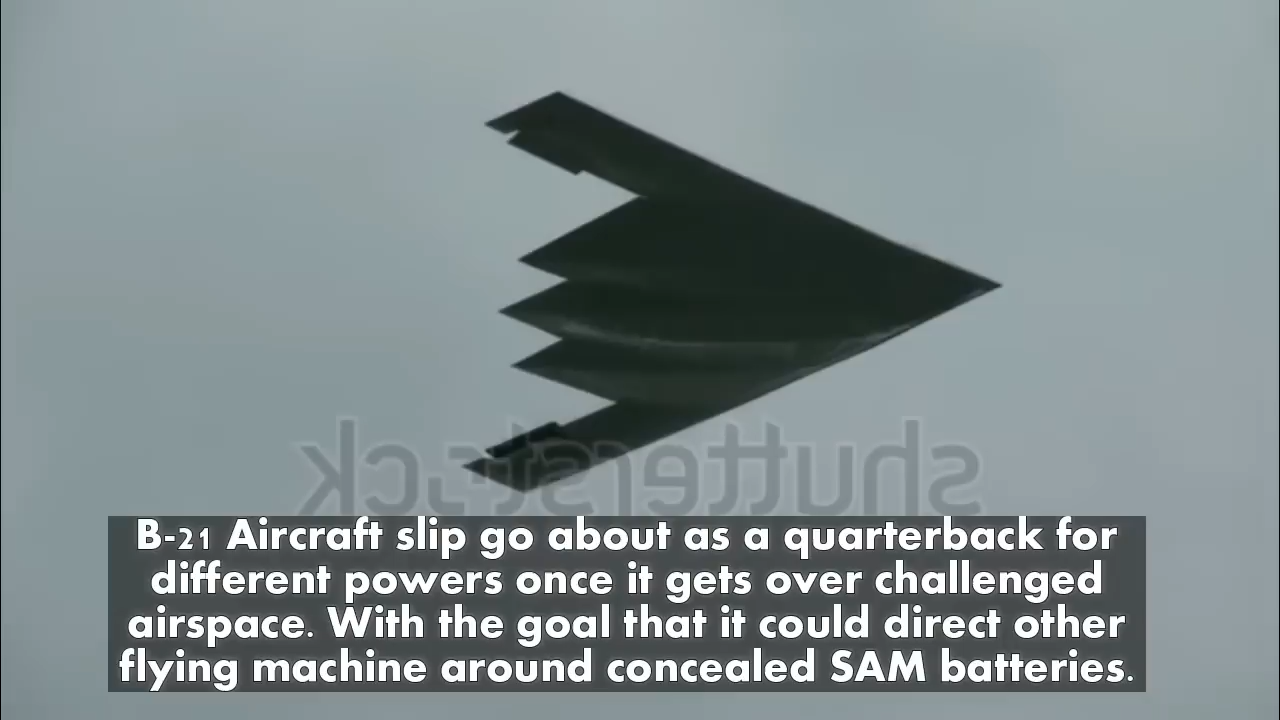 shutterstock
B-21 Aircraft slip go about as a quarterback for
different powers once it gets over challenged
airspace. With the goal that it could direct other
flying machine around concealed SAM batteries.